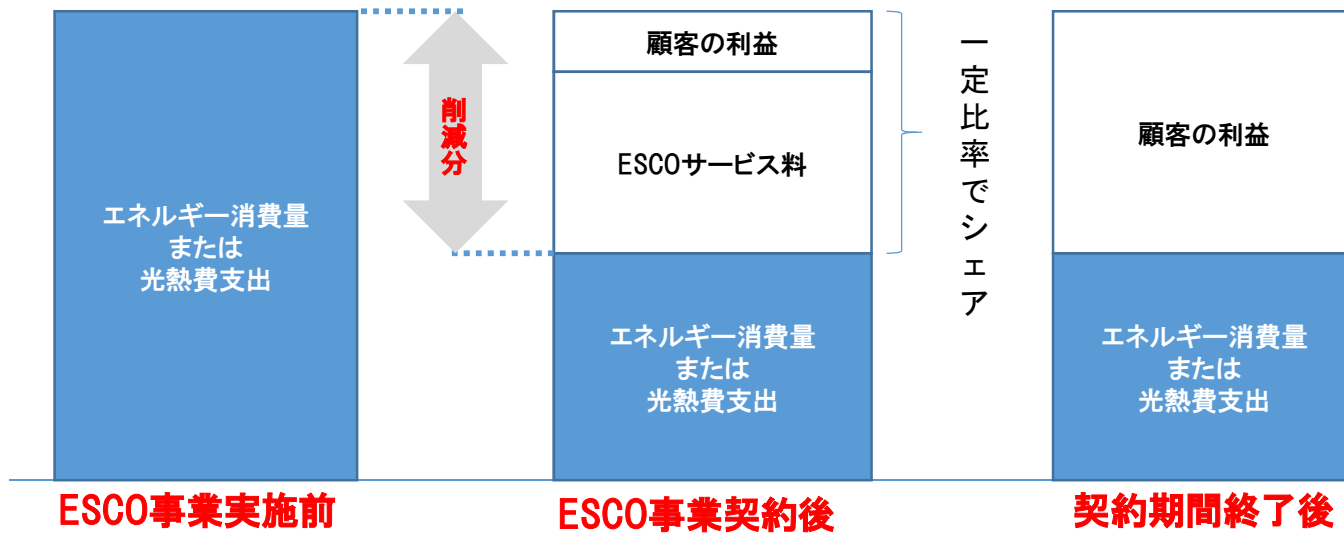 エネルギー消費量
または
光熱費支出
ESCO事業実施前
削減分
顧客の利益
ESCOサービス料
エネルギー消費量
または
光熱費支出
ESCO事業契約後
一定比率でシェア
顧客の利益
エネルギー消費量
または
光熱費支出
契約期間終了後